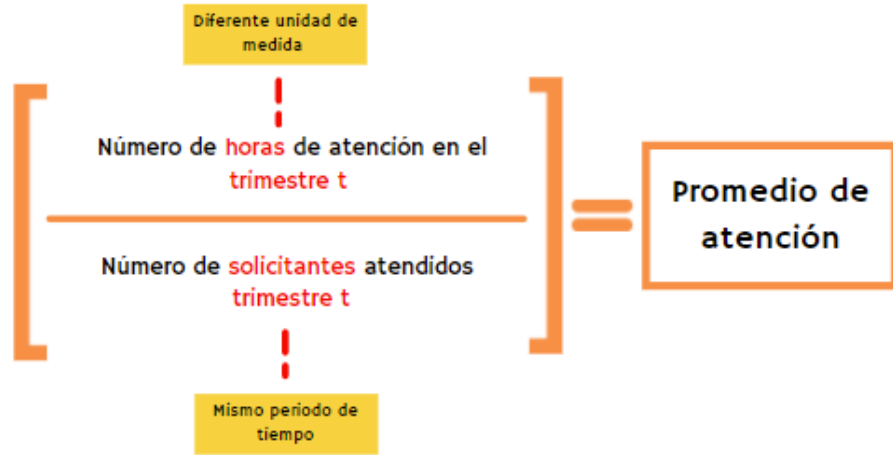 Diferente unidad de
medida
Número de horas de atención en el
trimestre t
Número de solicitantes atendidos
trimestre t
Promedio de
atención
Mismo periodo de
tiempo